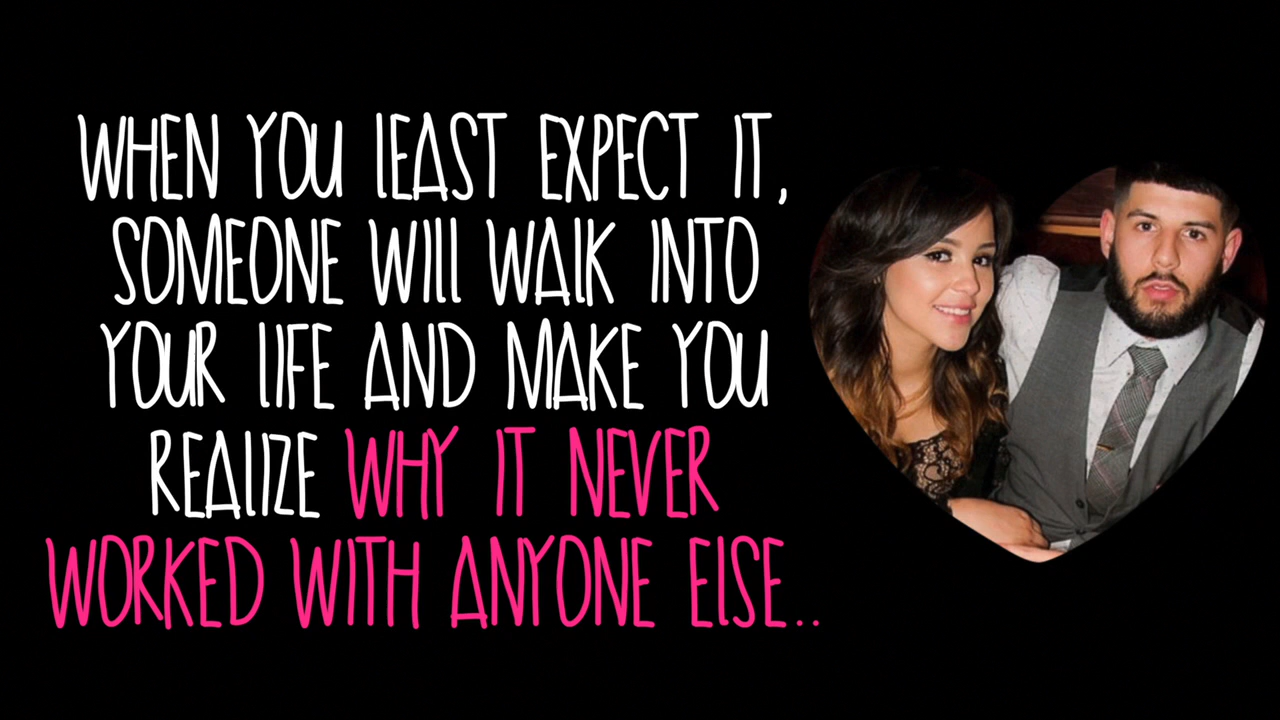 WHEN YOU LEAST EXPECT IT,
SOMEONE WILL WALK INTO
YOUR LIFE AND MAKE YOU
REALIZE WHY IT NEVER
WORKED WITH ANYONE ELSE..